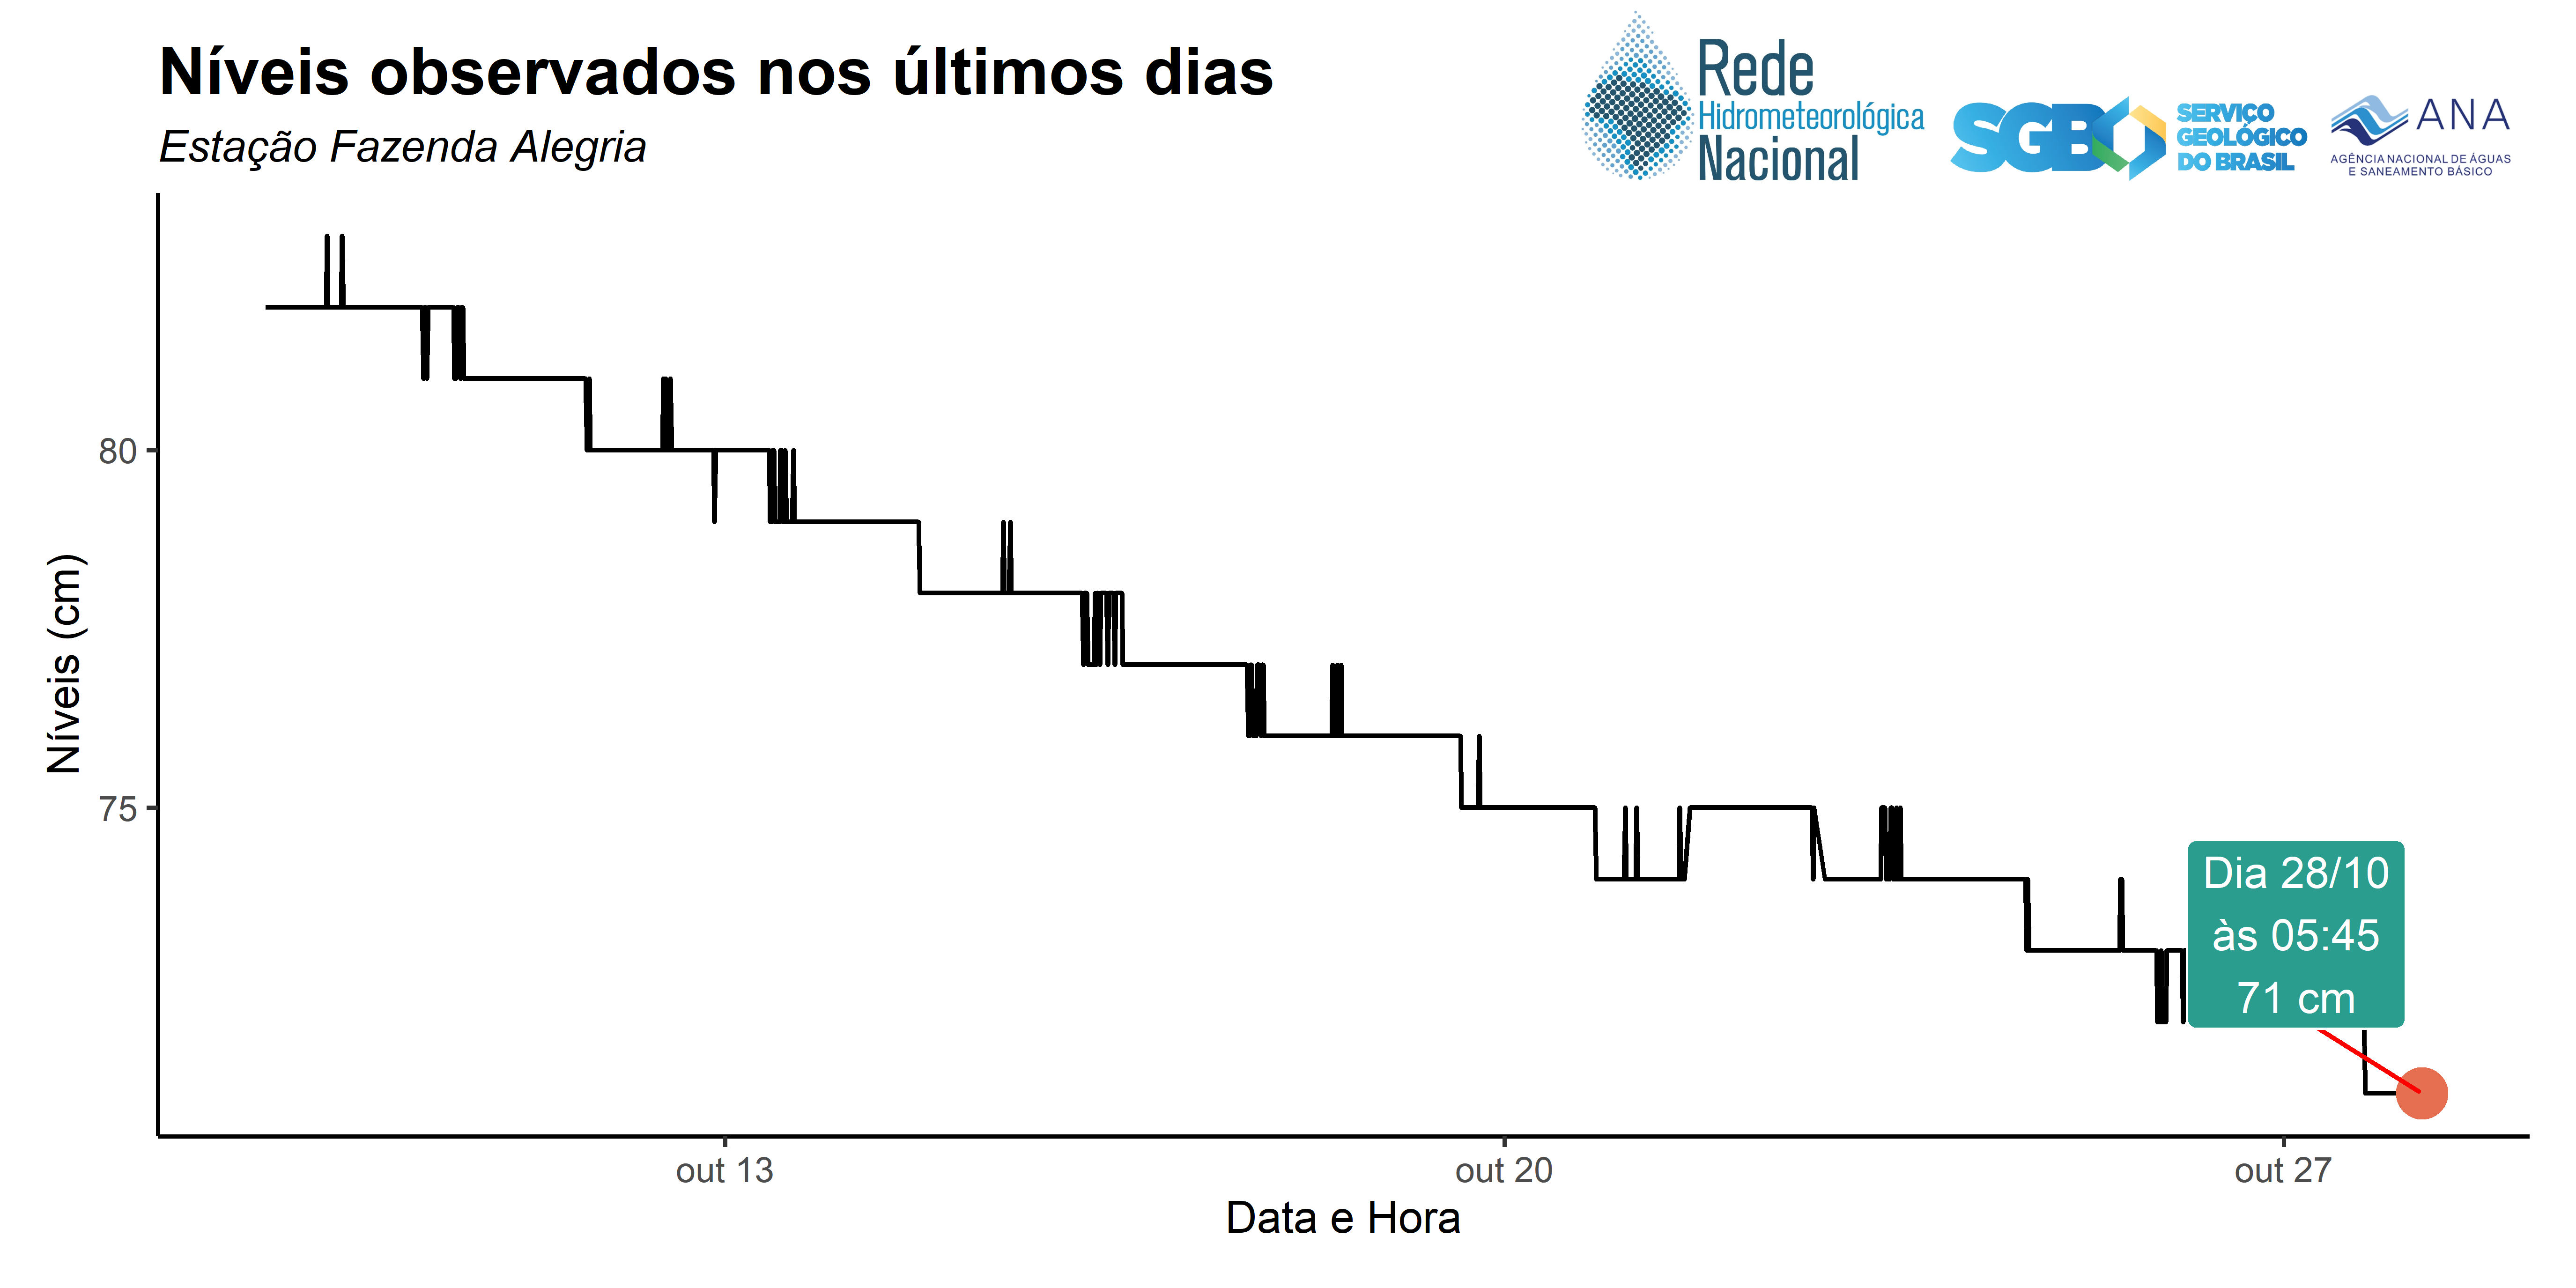 Níveis observados nos últimos dias
Estação Fazenda Alegria
Rede
Hidrometeorológica
Nacional
SGB
SERVIÇO
GEOLÓGICO
DO BRASIL
ANA
AGÊNCIA NACIONAL DE ÁGUAS
E SANEAMENTO BÁSICO
Níveis (cm)
80
75
Dia 28/10
às 05:45
71 cm
out 13
out 20
out 27
Data e Hora